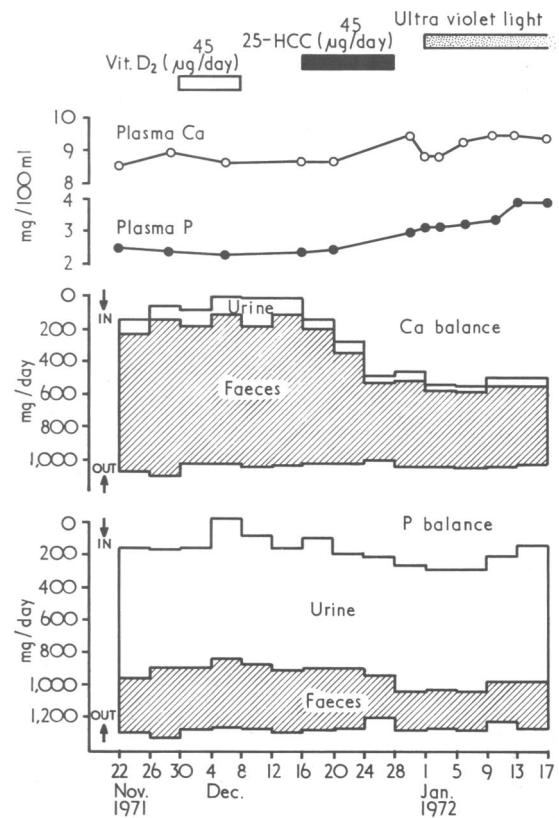 Ultra violet light
45
25-HCC (µg/day)
45
Vit. D2 (µg/day)
10
9
8
Plasma Ca
mg/100ml
4
3
2
Plasma P
0
IN
200
400
600
800
1,000
OUT
mg/day
Urine
Ca balance
Faeces
0
IN
200
400
600
800
1,000
1,200
OUT
mg/day
P balance
Urine
Faeces
22 26 30 4 8 12 16 20 24 28 1 5 9 13 17
Nov. Dec. Jan.
1971 1972